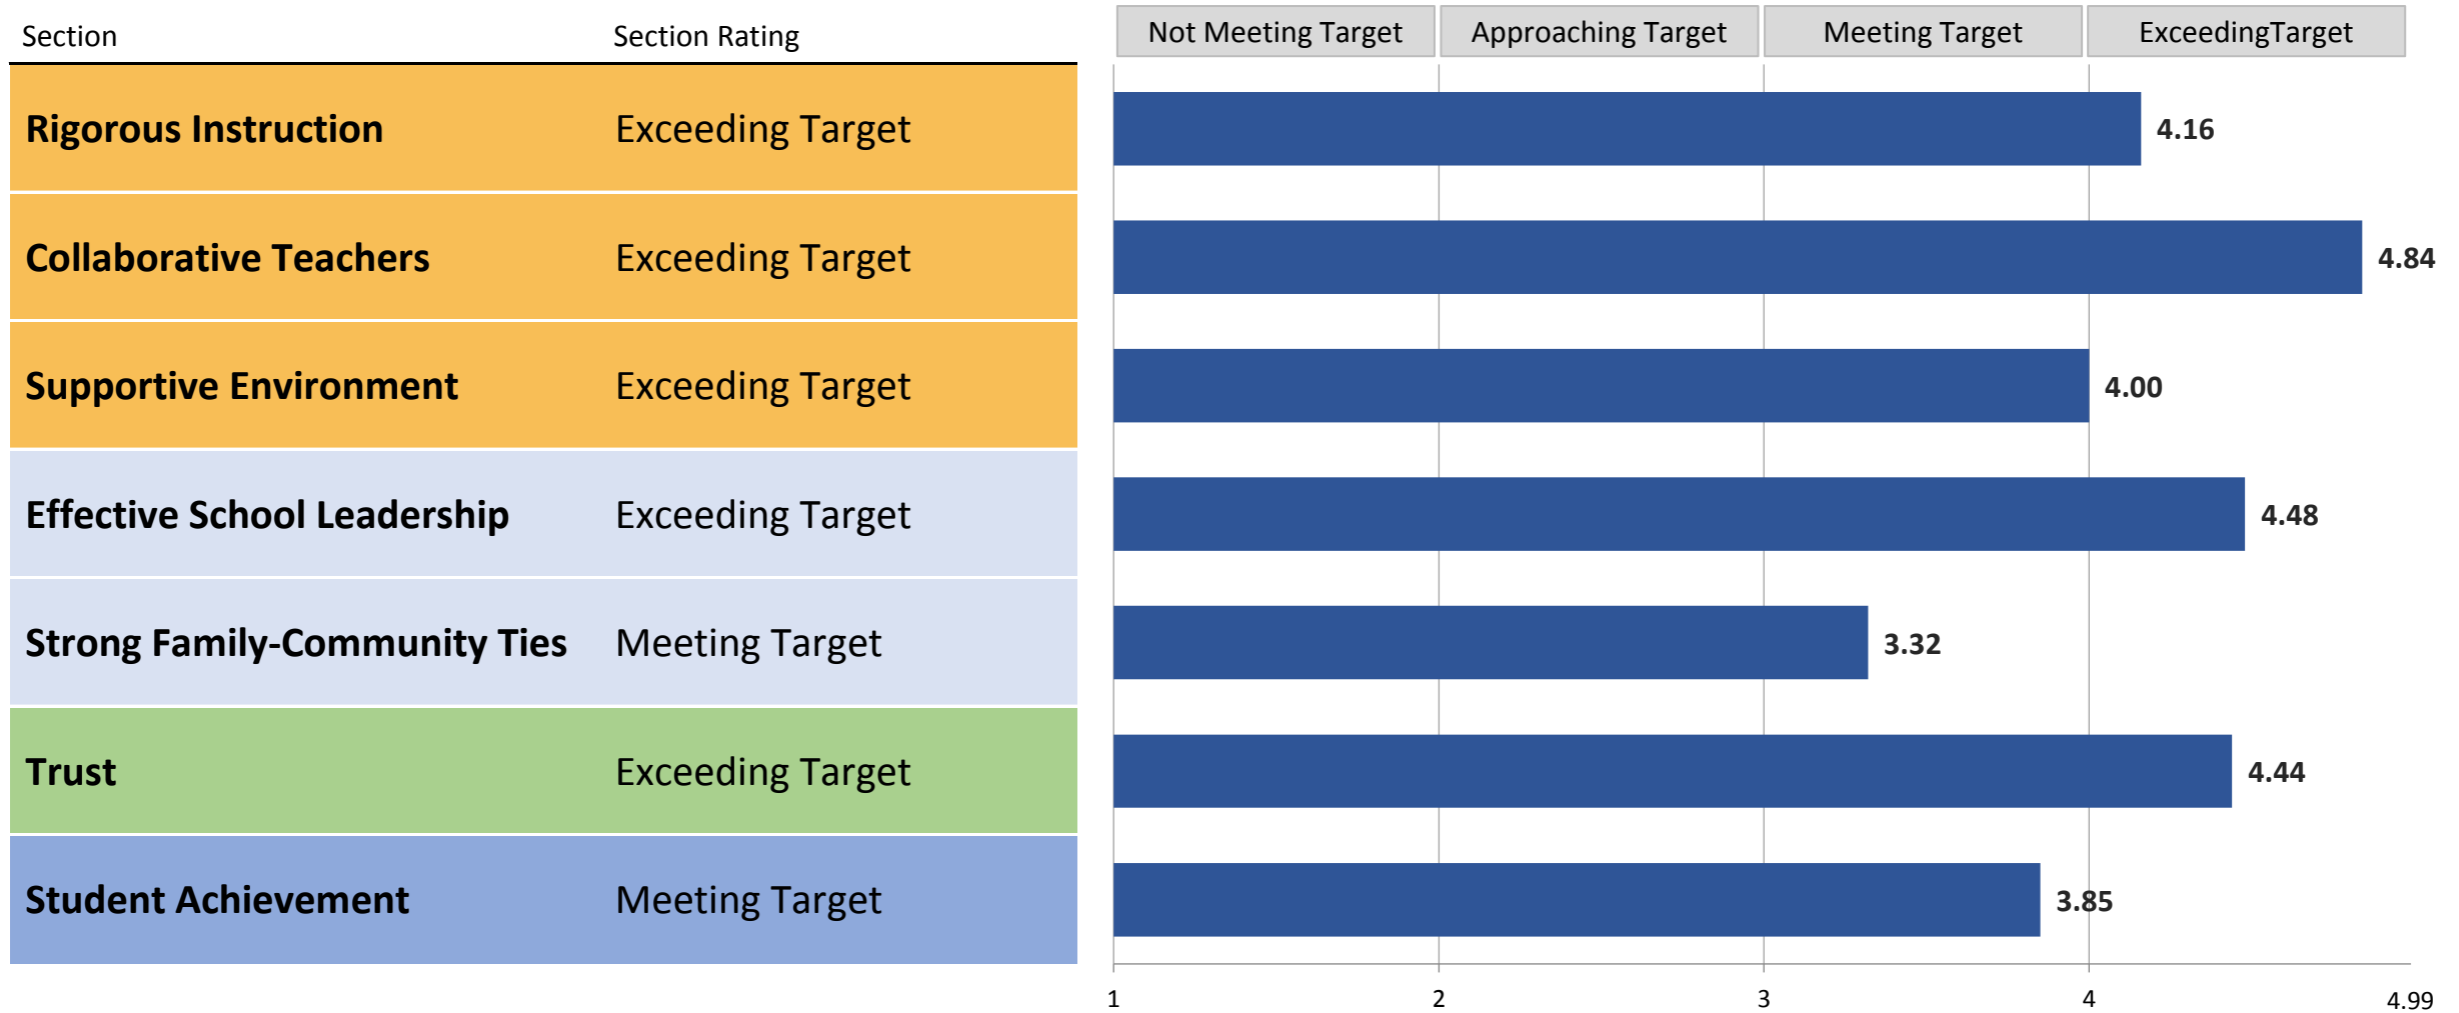 Section Section Rating Not Meeting Target Approaching Target Meeting Target ExceedingTarget
Rigorous Instruction Exceeding Target 4.16
Collaborative Teachers Exceeding Target 4.84
Supportive Environment Exceeding Target 4.00
Effective School Leadership Exceeding Target 4.48
Strong Family-Community Ties Meeting Target 3.32
Trust Exceeding Target 4.44
Student Achievement Meeting Target 3.85
1 2 3 4 4.99